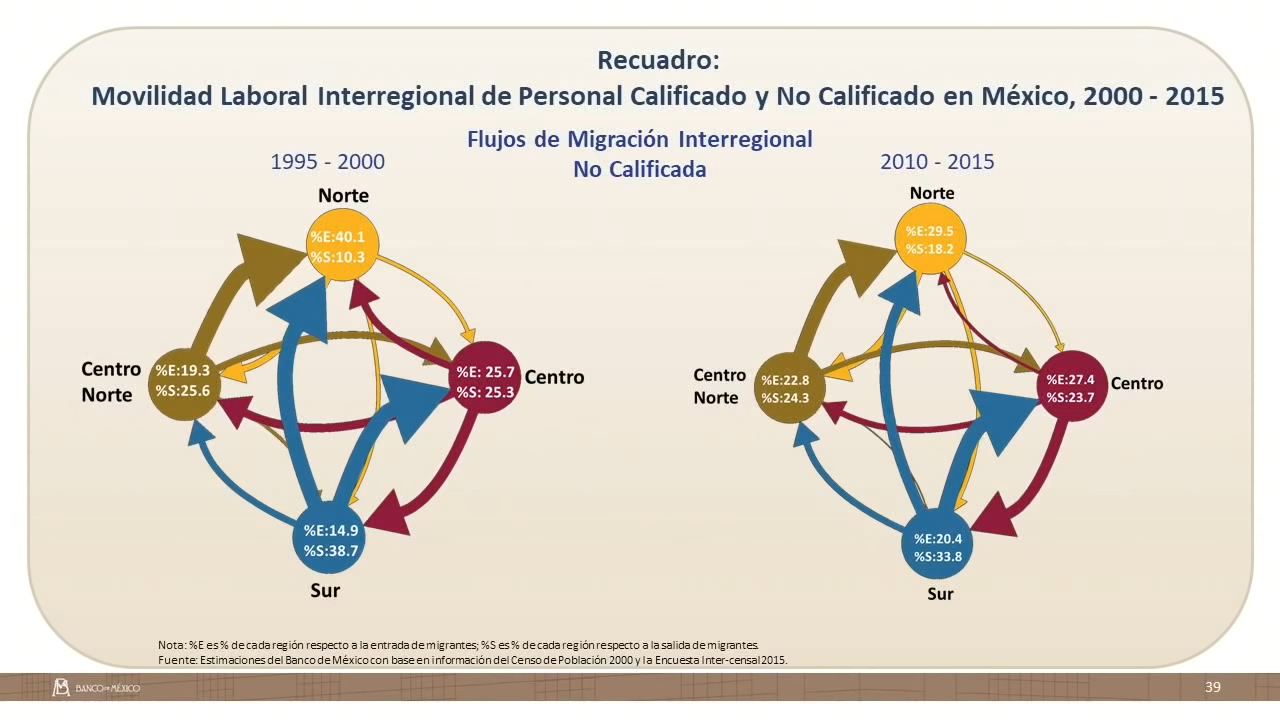 Recuadro:
Movilidad Laboral Interregional de Personal Calificado y No Calificado en México, 2000 - 2015
Flujos de Migración Interregional
No Calificada
1995 - 2000
Norte
%E:40.1
%S:10.3
Centro
Norte
%E:19.3
%S:25.6
%E: 25.7
%S: 25.3
Centro
%E:14.9
%S:38.7
Sur
2010 - 2015
Norte
%E:29.5
%S:18.2
Centro
Norte
%E:22.8
%S:24.3
%E:27.4
%S:23.7
Centro
%E:20.4
%S:33.8
Sur
Nota: %E es % de cada región respecto a la entrada de migrantes; %S es % de cada región respecto a la salida de migrantes.
Fuente: Estimaciones del Banco de México con base en información del Censo de Población 2000 y la Encuesta Inter-censal 2015.
BANCO DE MÉXICO
39